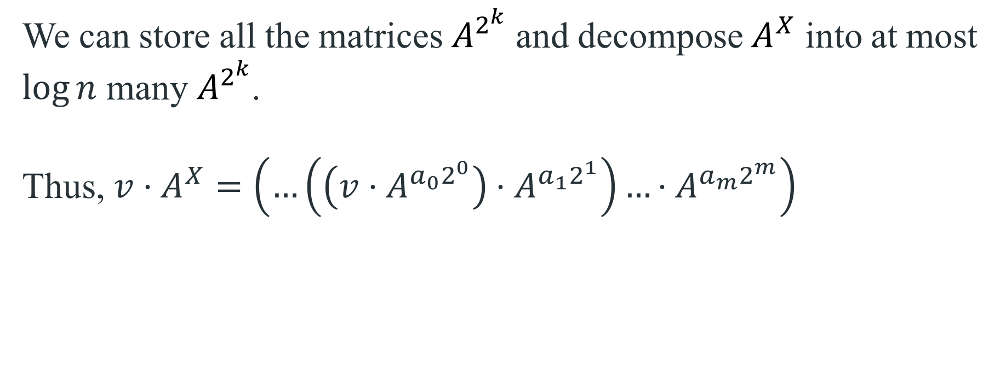 We can store all the matrices $A^{2^k}$ and decompose $A^X$ into at most
$\log n$ many $A^{2^k}$.
Thus, $v \cdot A^X = \left(\ldots\left(\left(v \cdot A^{a_0 2^0}\right) \cdot A^{a_1 2^1}\right) \ldots \cdot A^{a_m 2^m}\right)$